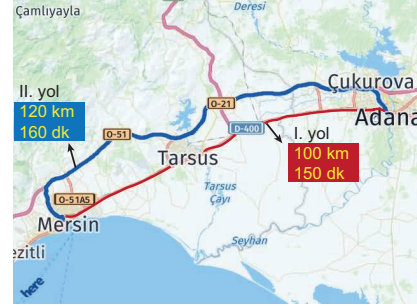 Çamlıyayla
Deresi
II. yol
120 km
160 dk
O-51
O-21
Çukurova
Adana
D-400
I. yol
100 km
150 dk
Tarsus
Tarsus
Çayı
O-51A5
Mersin
ezitli
Seyhan
here